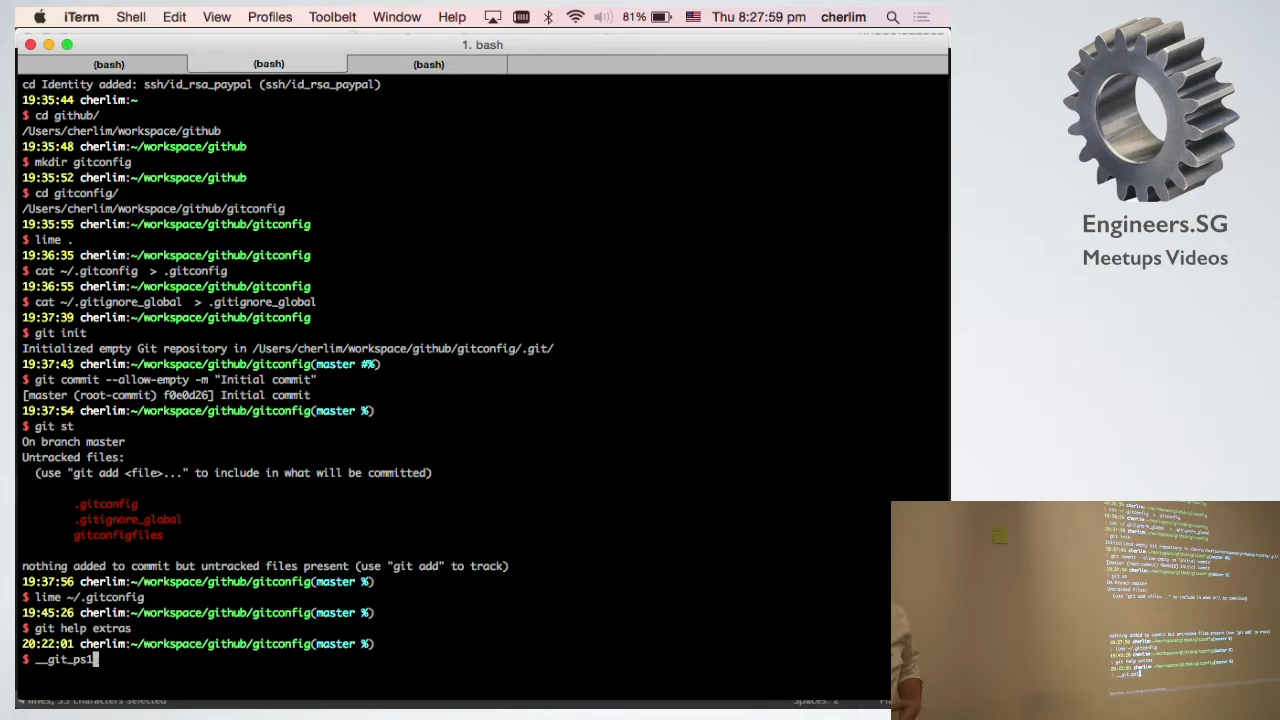 iTerm Shell Edit View Profiles Toolbelt Window Help 81% Thu 8:27:59 pm cherlim
1. bash
(bash) (bash) (bash)
cd Identity added: ssh/id_rsa_paypal (ssh/id_rsa_paypal)
19:35:44 cherlim:~
$ cd github/
/Users/cherlim/workspace/github
19:35:48 cherlim:~/workspace/github
$ mkdir gitconfig
19:35:52 cherlim:~/workspace/github
$ cd gitconfig/
/Users/cherlim/workspace/github/gitconfig
19:35:55 cherlim:~/workspace/github/gitconfig
$ lime .
19:36:35 cherlim:~/workspace/github/gitconfig
$ cat ~/.gitconfig > .gitconfig
19:36:55 cherlim:~/workspace/github/gitconfig
$ cat ~/.gitignore_global > .gitignore_global
19:37:39 cherlim:~/workspace/github/gitconfig
$ git init
Initialized empty Git repository in /Users/cherlim/workspace/github/gitconfig/.git/
19:37:43 cherlim:~/workspace/github/gitconfig(master #%)
$ git commit --allow-empty -m "Initial commit"
[master (root-commit) f0e0d26] Initial commit
19:37:54 cherlim:~/workspace/github/gitconfig(master %)
$ git st
On branch master
Untracked files:
(use "git add <file>..." to include in what will be committed)
.gitconfig
.gitignore_global
gitconfigfiles
nothing added to commit but untracked files present (use "git add" to track)
19:37:56 cherlim:~/workspace/github/gitconfig(master %)
$ lime ~/.gitconfig
19:45:26 cherlim:~/workspace/github/gitconfig(master %)
$ git help extras
20:22:01 cherlim:~/workspace/github/gitconfig(master %)
$ __git_ps1
Spaces: 2
Engineers.SG
Meetups Videos